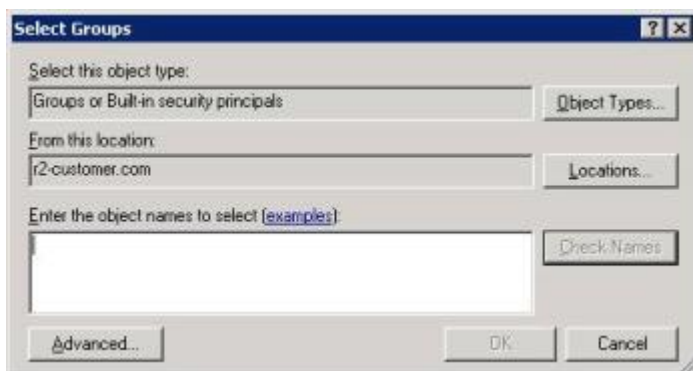 Select Groups
Select this object type:
Groups or Built-in security principals
Object Types...
From this location:
r2-customer.com
Locations...
Enter the object names to select (examples):
Check Names
Advanced...
OK
Cancel